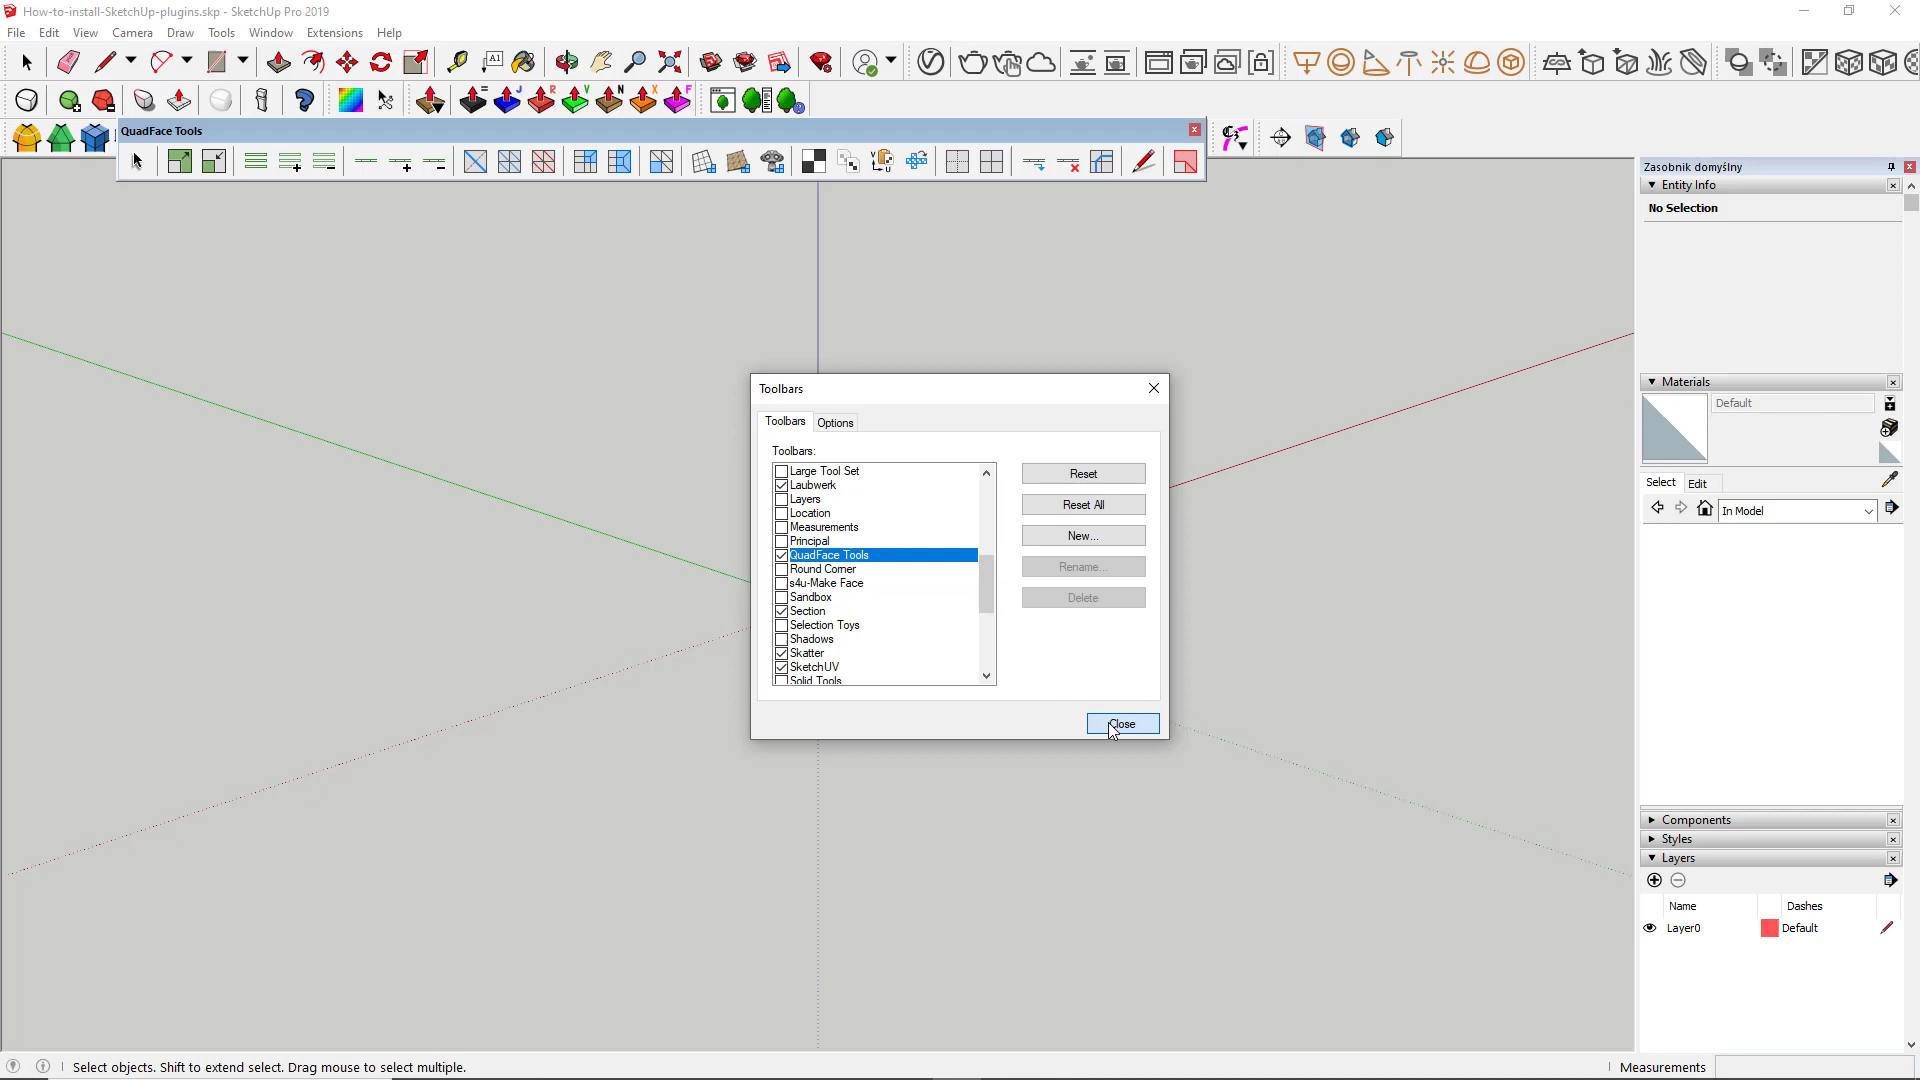 How-to-install-SketchUp-plugins.skp - SketchUp Pro 2019
File Edit View Camera Draw Tools Window Extensions Help
A1
= J R V N X F
QuadFace Tools
Zasobnik domyślny
Entity Info
No Selection
Materials
Default
Select Edit
In Model
Components
Styles
Layers
Name Dashes
Layer0 Default
Toolbars
Toolbars Options
Toolbars:
Large Tool Set
Laubwerk
Layers
Location
Measurements
Principal
QuadFace Tools
Round Corner
s4u-Make Face
Sandbox
Section
Selection Toys
Shadows
Skatter
SketchUV
Solid Tools
Reset
Reset All
New...
Rename...
Delete
Close
Select objects. Shift to extend select. Drag mouse to select multiple.
Measurements